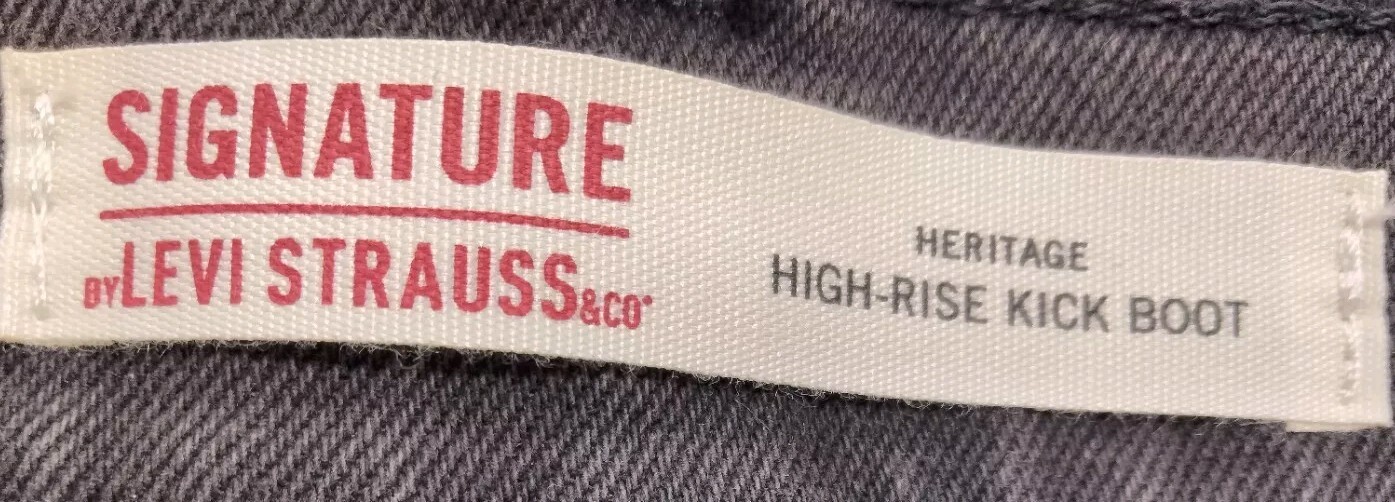 SIGNATURE
BY LEVI STRAUSS & CO
HERITAGE
HIGH-RISE KICK BOOT